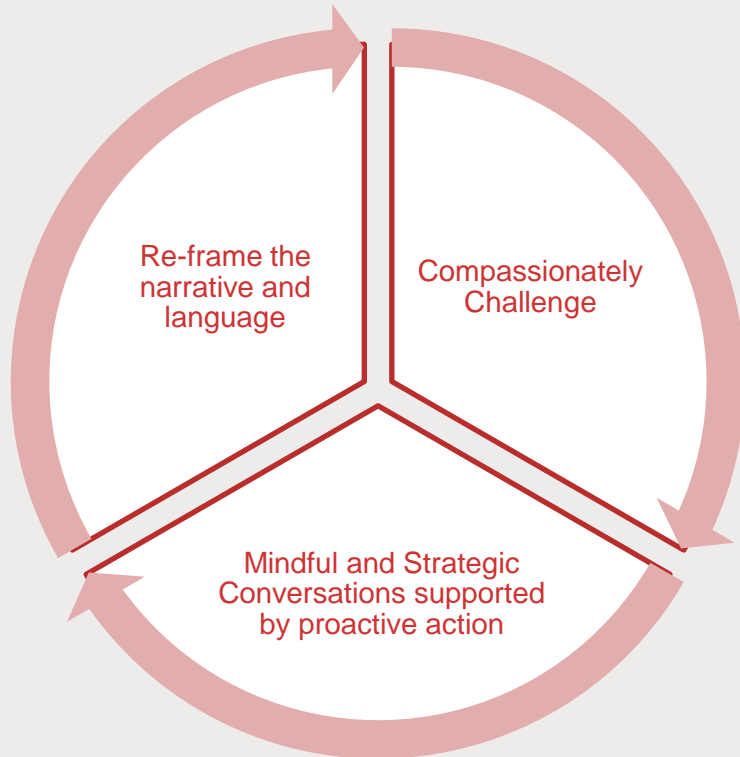 Re-frame the
narrative and
language
Compassionately
Challenge
Mindful and Strategic
Conversations supported
by proactive action